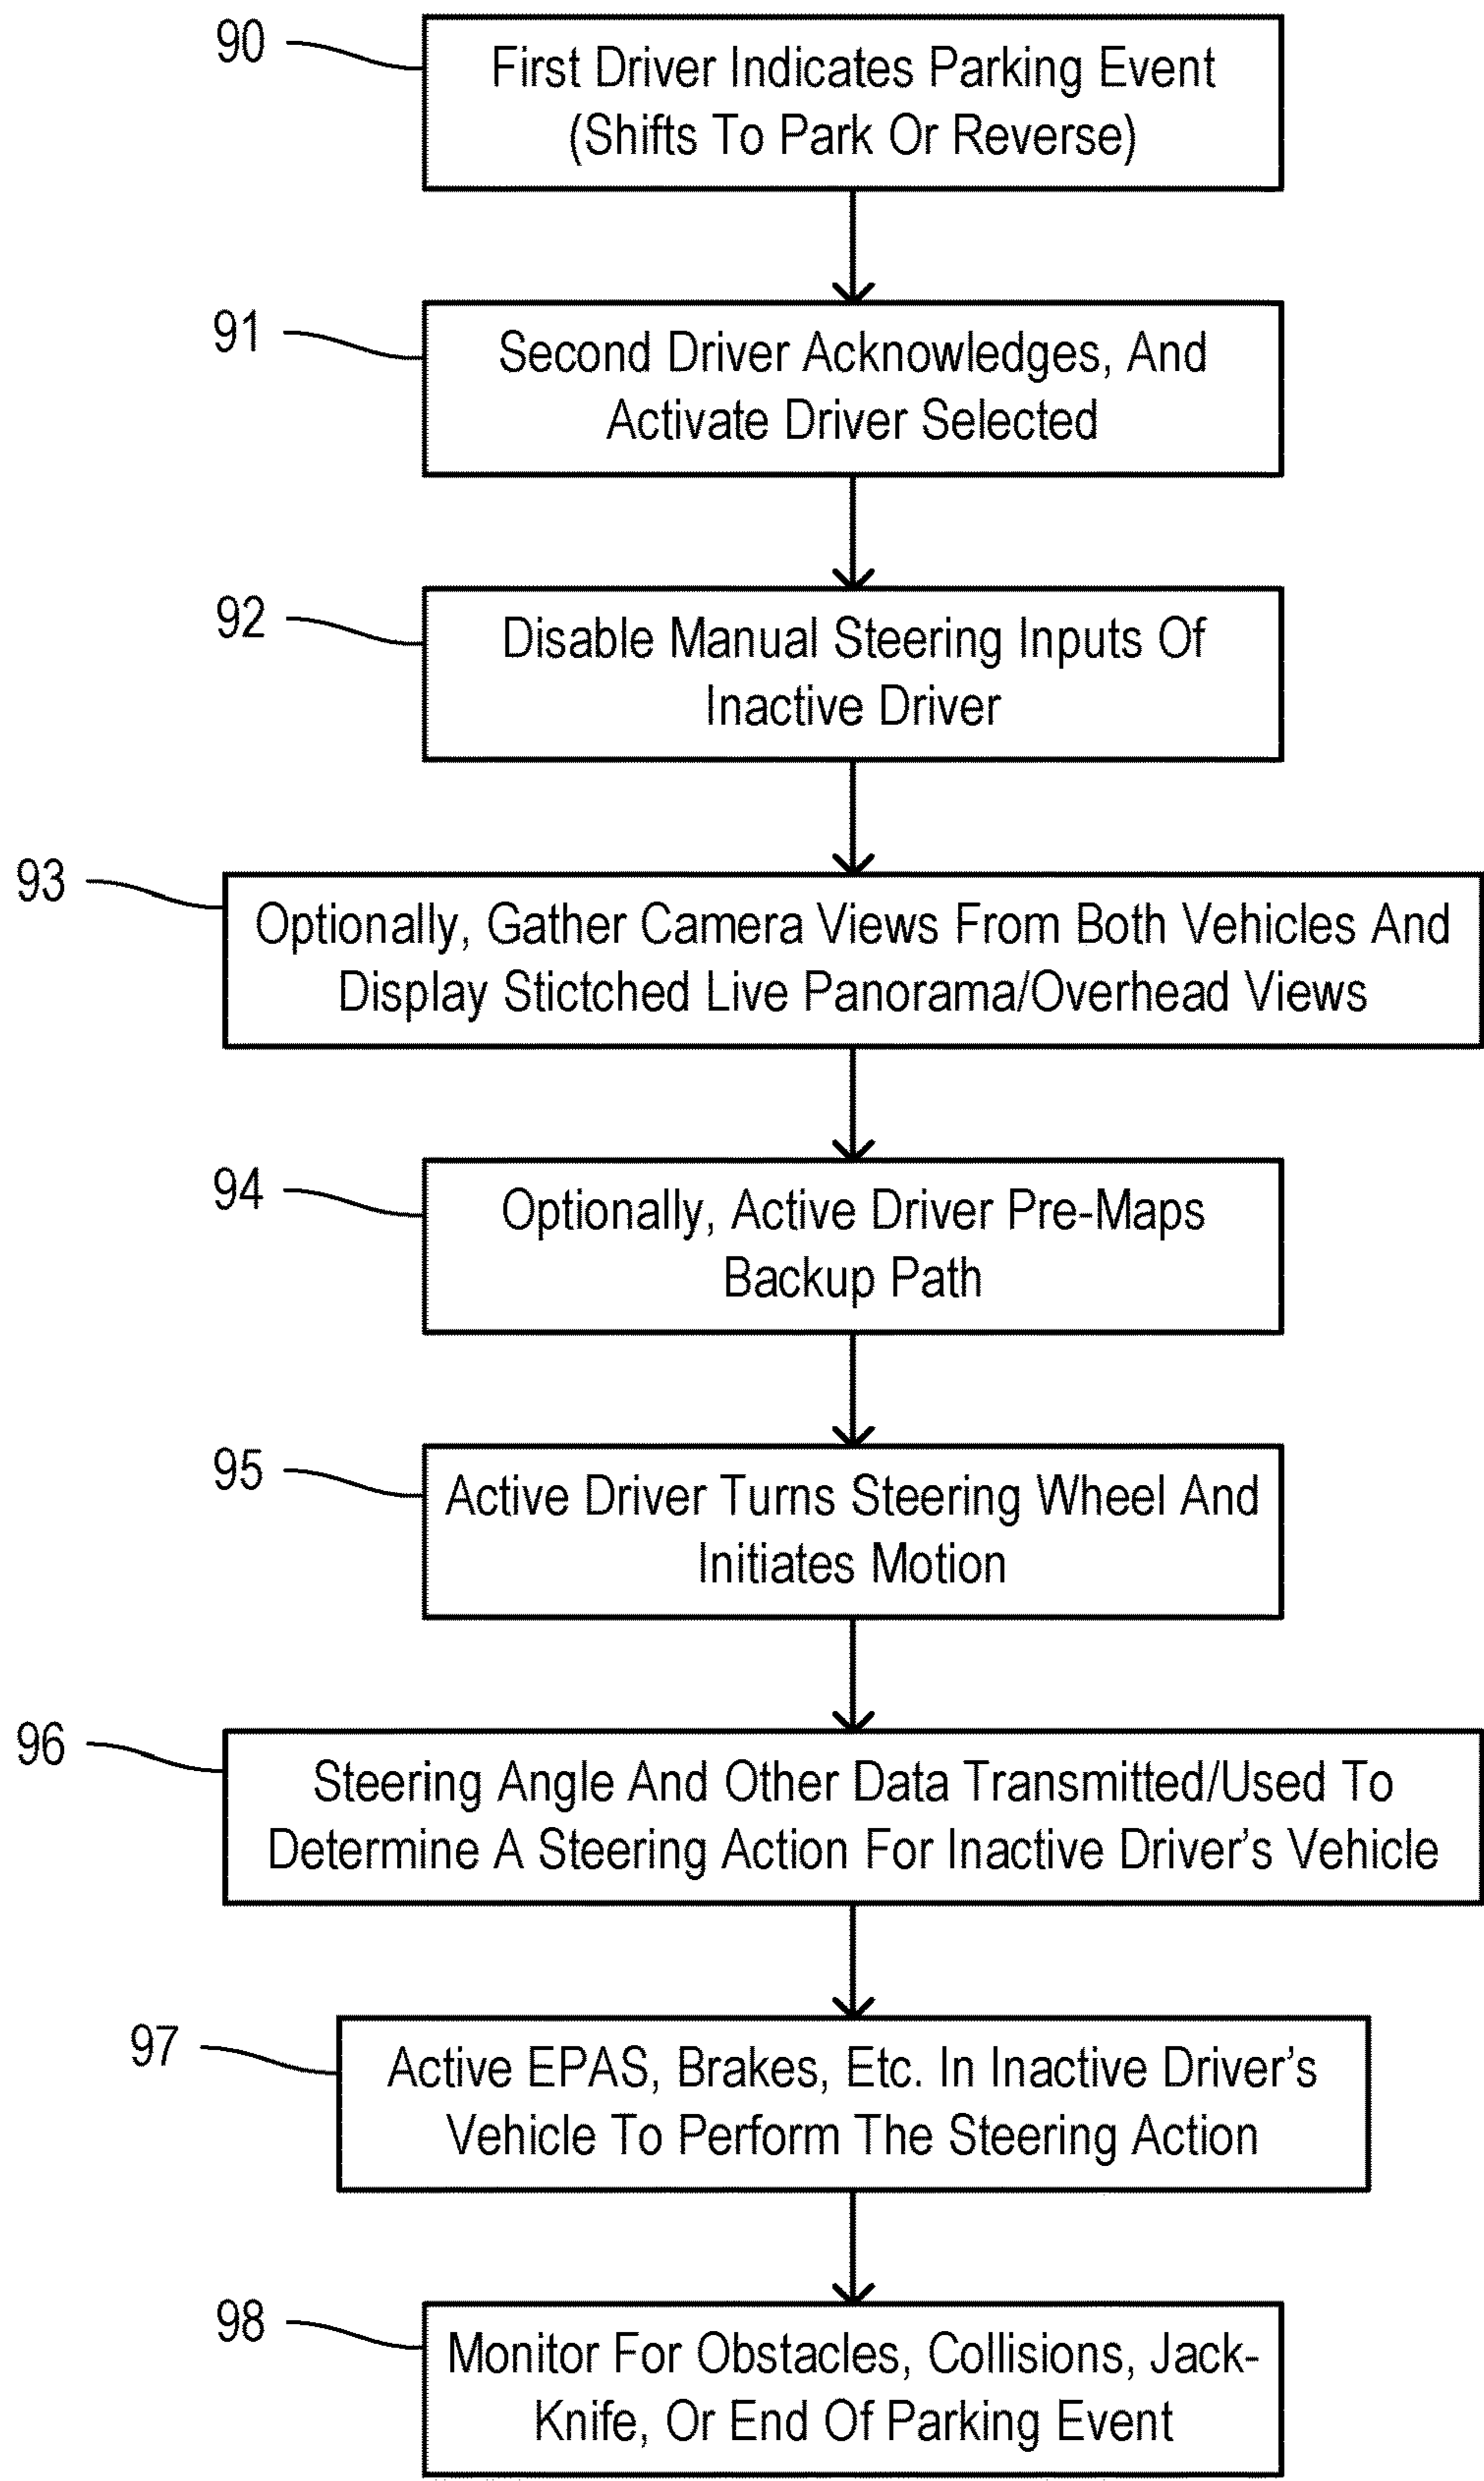 90
First Driver Indicates Parking Event
(Shifts To Park Or Reverse)
91
Second Driver Acknowledges, And
Activate Driver Selected
92
Disable Manual Steering Inputs Of
Inactive Driver
93
Optionally, Gather Camera Views From Both Vehicles And
Display Stictched Live Panorama/Overhead Views
94
Optionally, Active Driver Pre-Maps
Backup Path
95
Active Driver Turns Steering Wheel And
Initiates Motion
96
Steering Angle And Other Data Transmitted/Used To
Determine A Steering Action For Inactive Driver's Vehicle
97
Active EPAS, Brakes, Etc. In Inactive Driver's
Vehicle To Perform The Steering Action
98
Monitor For Obstacles, Collisions, Jack-
Knife, Or End Of Parking Event